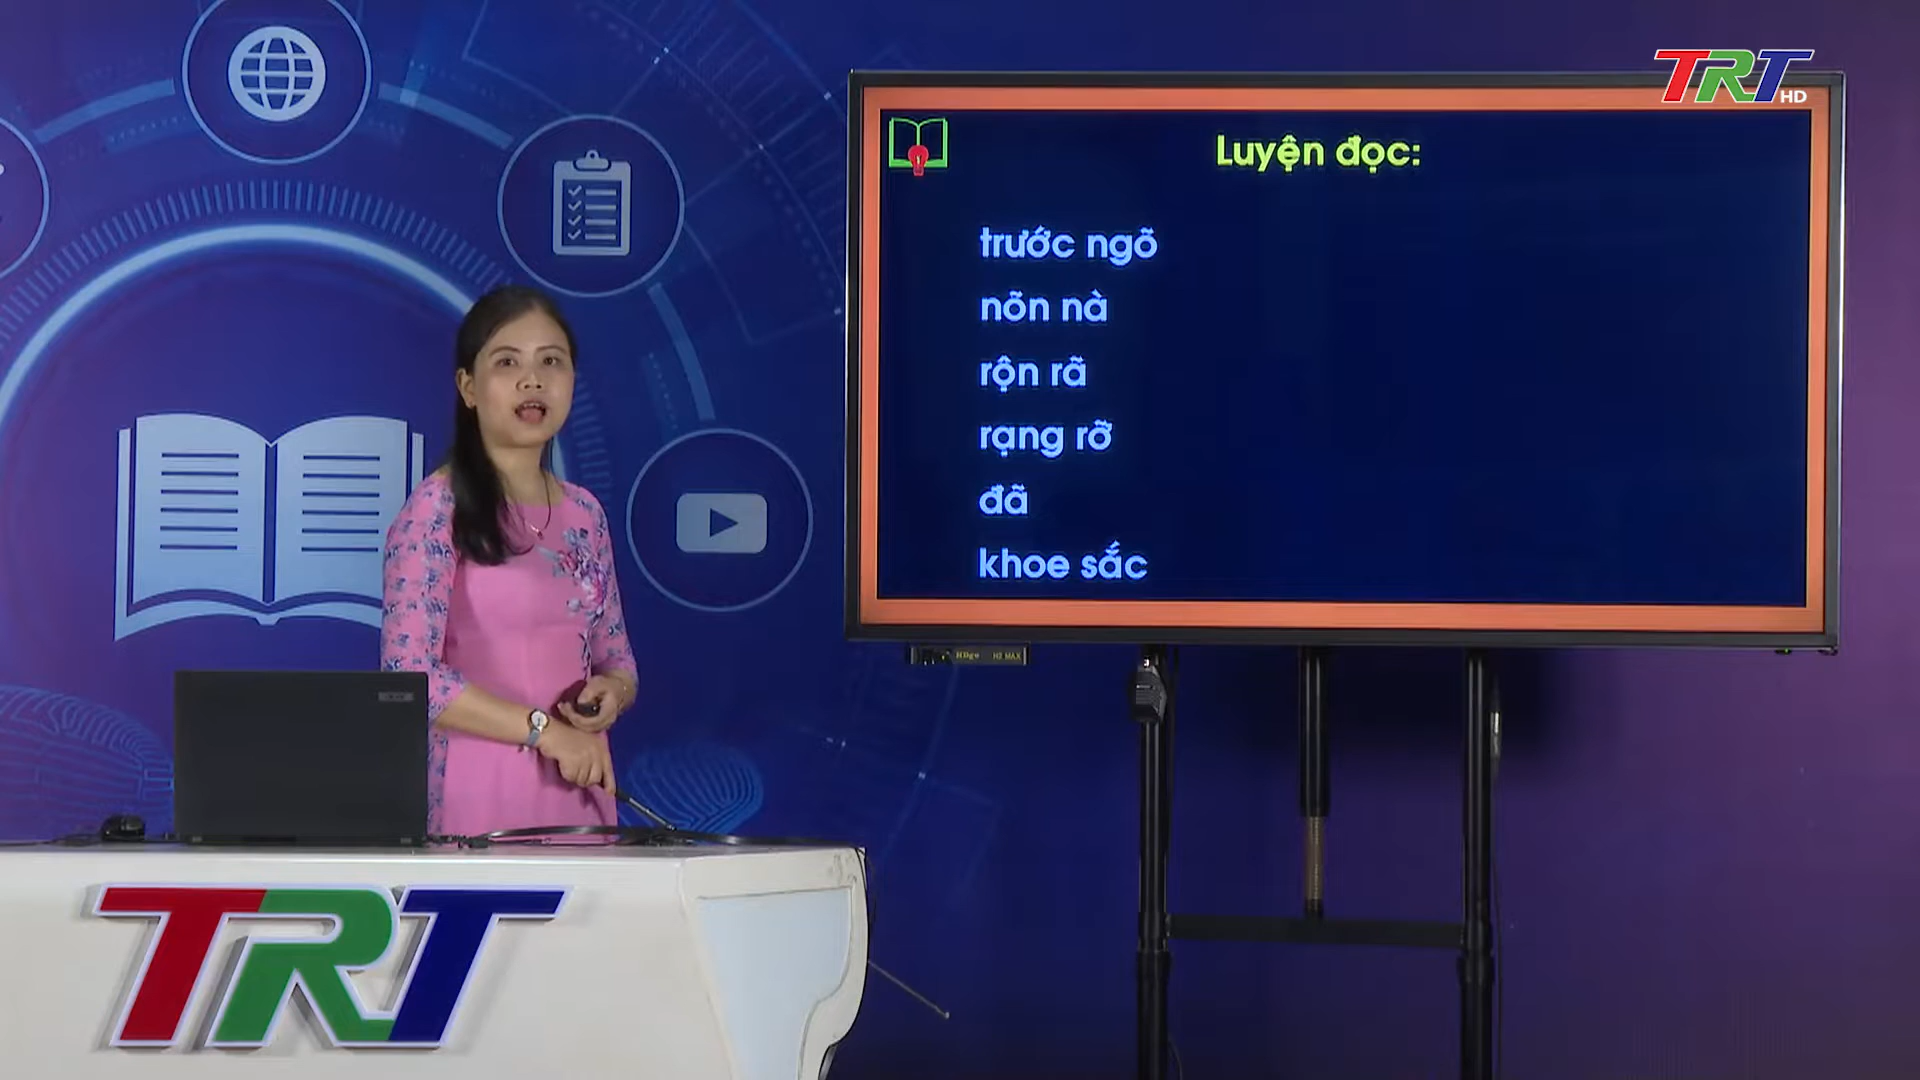 TRT HD
Luyện đọc:
trước ngõ
nõn nà
rộn rã
rạng rỡ
đã
khoe sắc
TRT